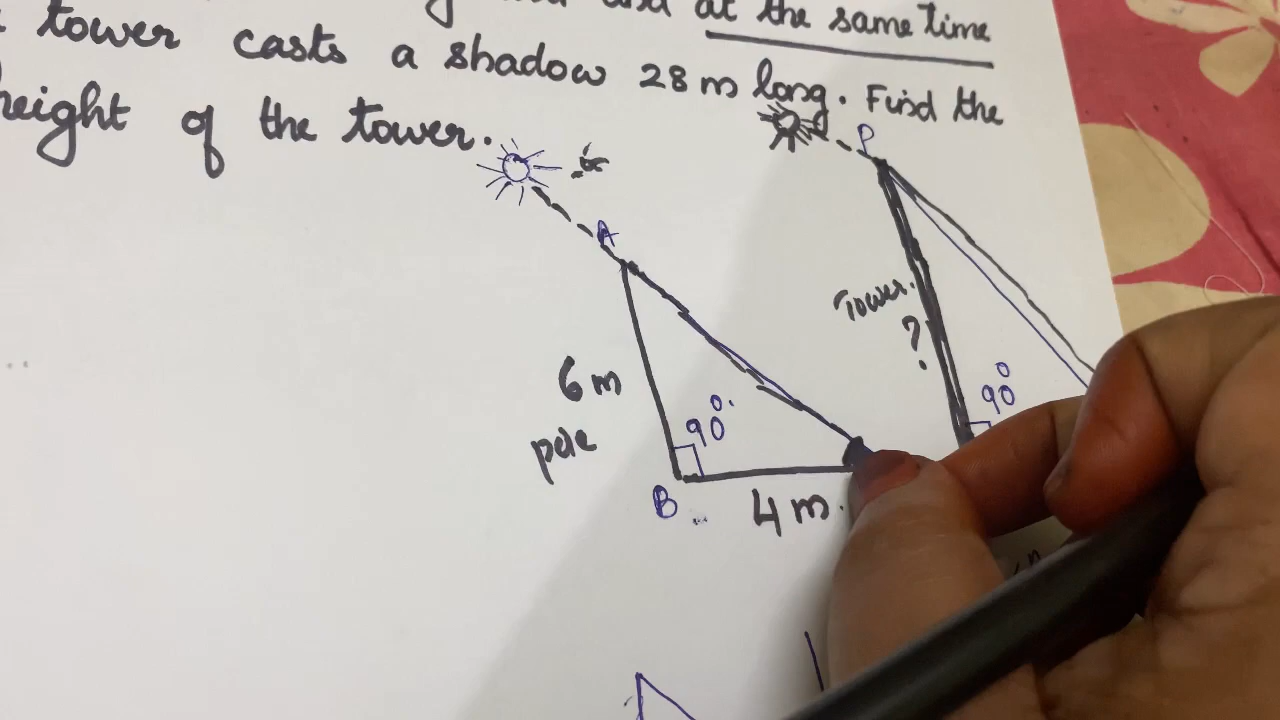 at the same time
tower casts a shadow 28 m long. Find the
height of the tower.
P
A
Tower.
?
6 m
pole
90°
90°
B
4 m.